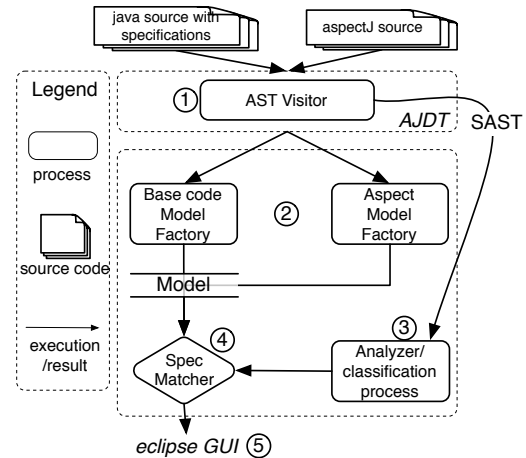 java source with
specifications
aspectJ source
Legend
process
source code
execution
/result
1
AST Visitor
AJDT
SAST
Base code
Model
Factory
2
Aspect
Model
Factory
Model
3
4
Spec
Matcher
Analyzer/
classification
process
eclipse GUI 5